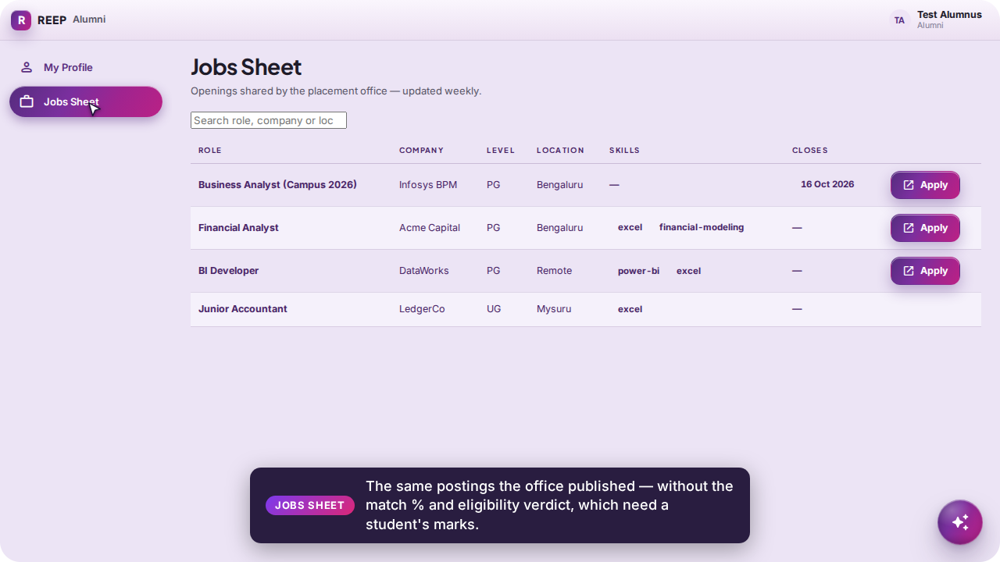 R REEP Alumni
TA Test Alumnus
Alumni
My Profile
Jobs Sheet
Jobs Sheet
Openings shared by the placement office — updated weekly.
Search role, company or loc
ROLE COMPANY LEVEL LOCATION SKILLS CLOSES
Business Analyst (Campus 2026) Infosys BPM PG Bengaluru — 16 Oct 2026 Apply
Financial Analyst Acme Capital PG Bengaluru excel financial-modeling — Apply
BI Developer DataWorks PG Remote power-bi excel — Apply
Junior Accountant LedgerCo UG Mysuru excel —
JOBS SHEET
The same postings the office published — without the
match % and eligibility verdict, which need a
student's marks.